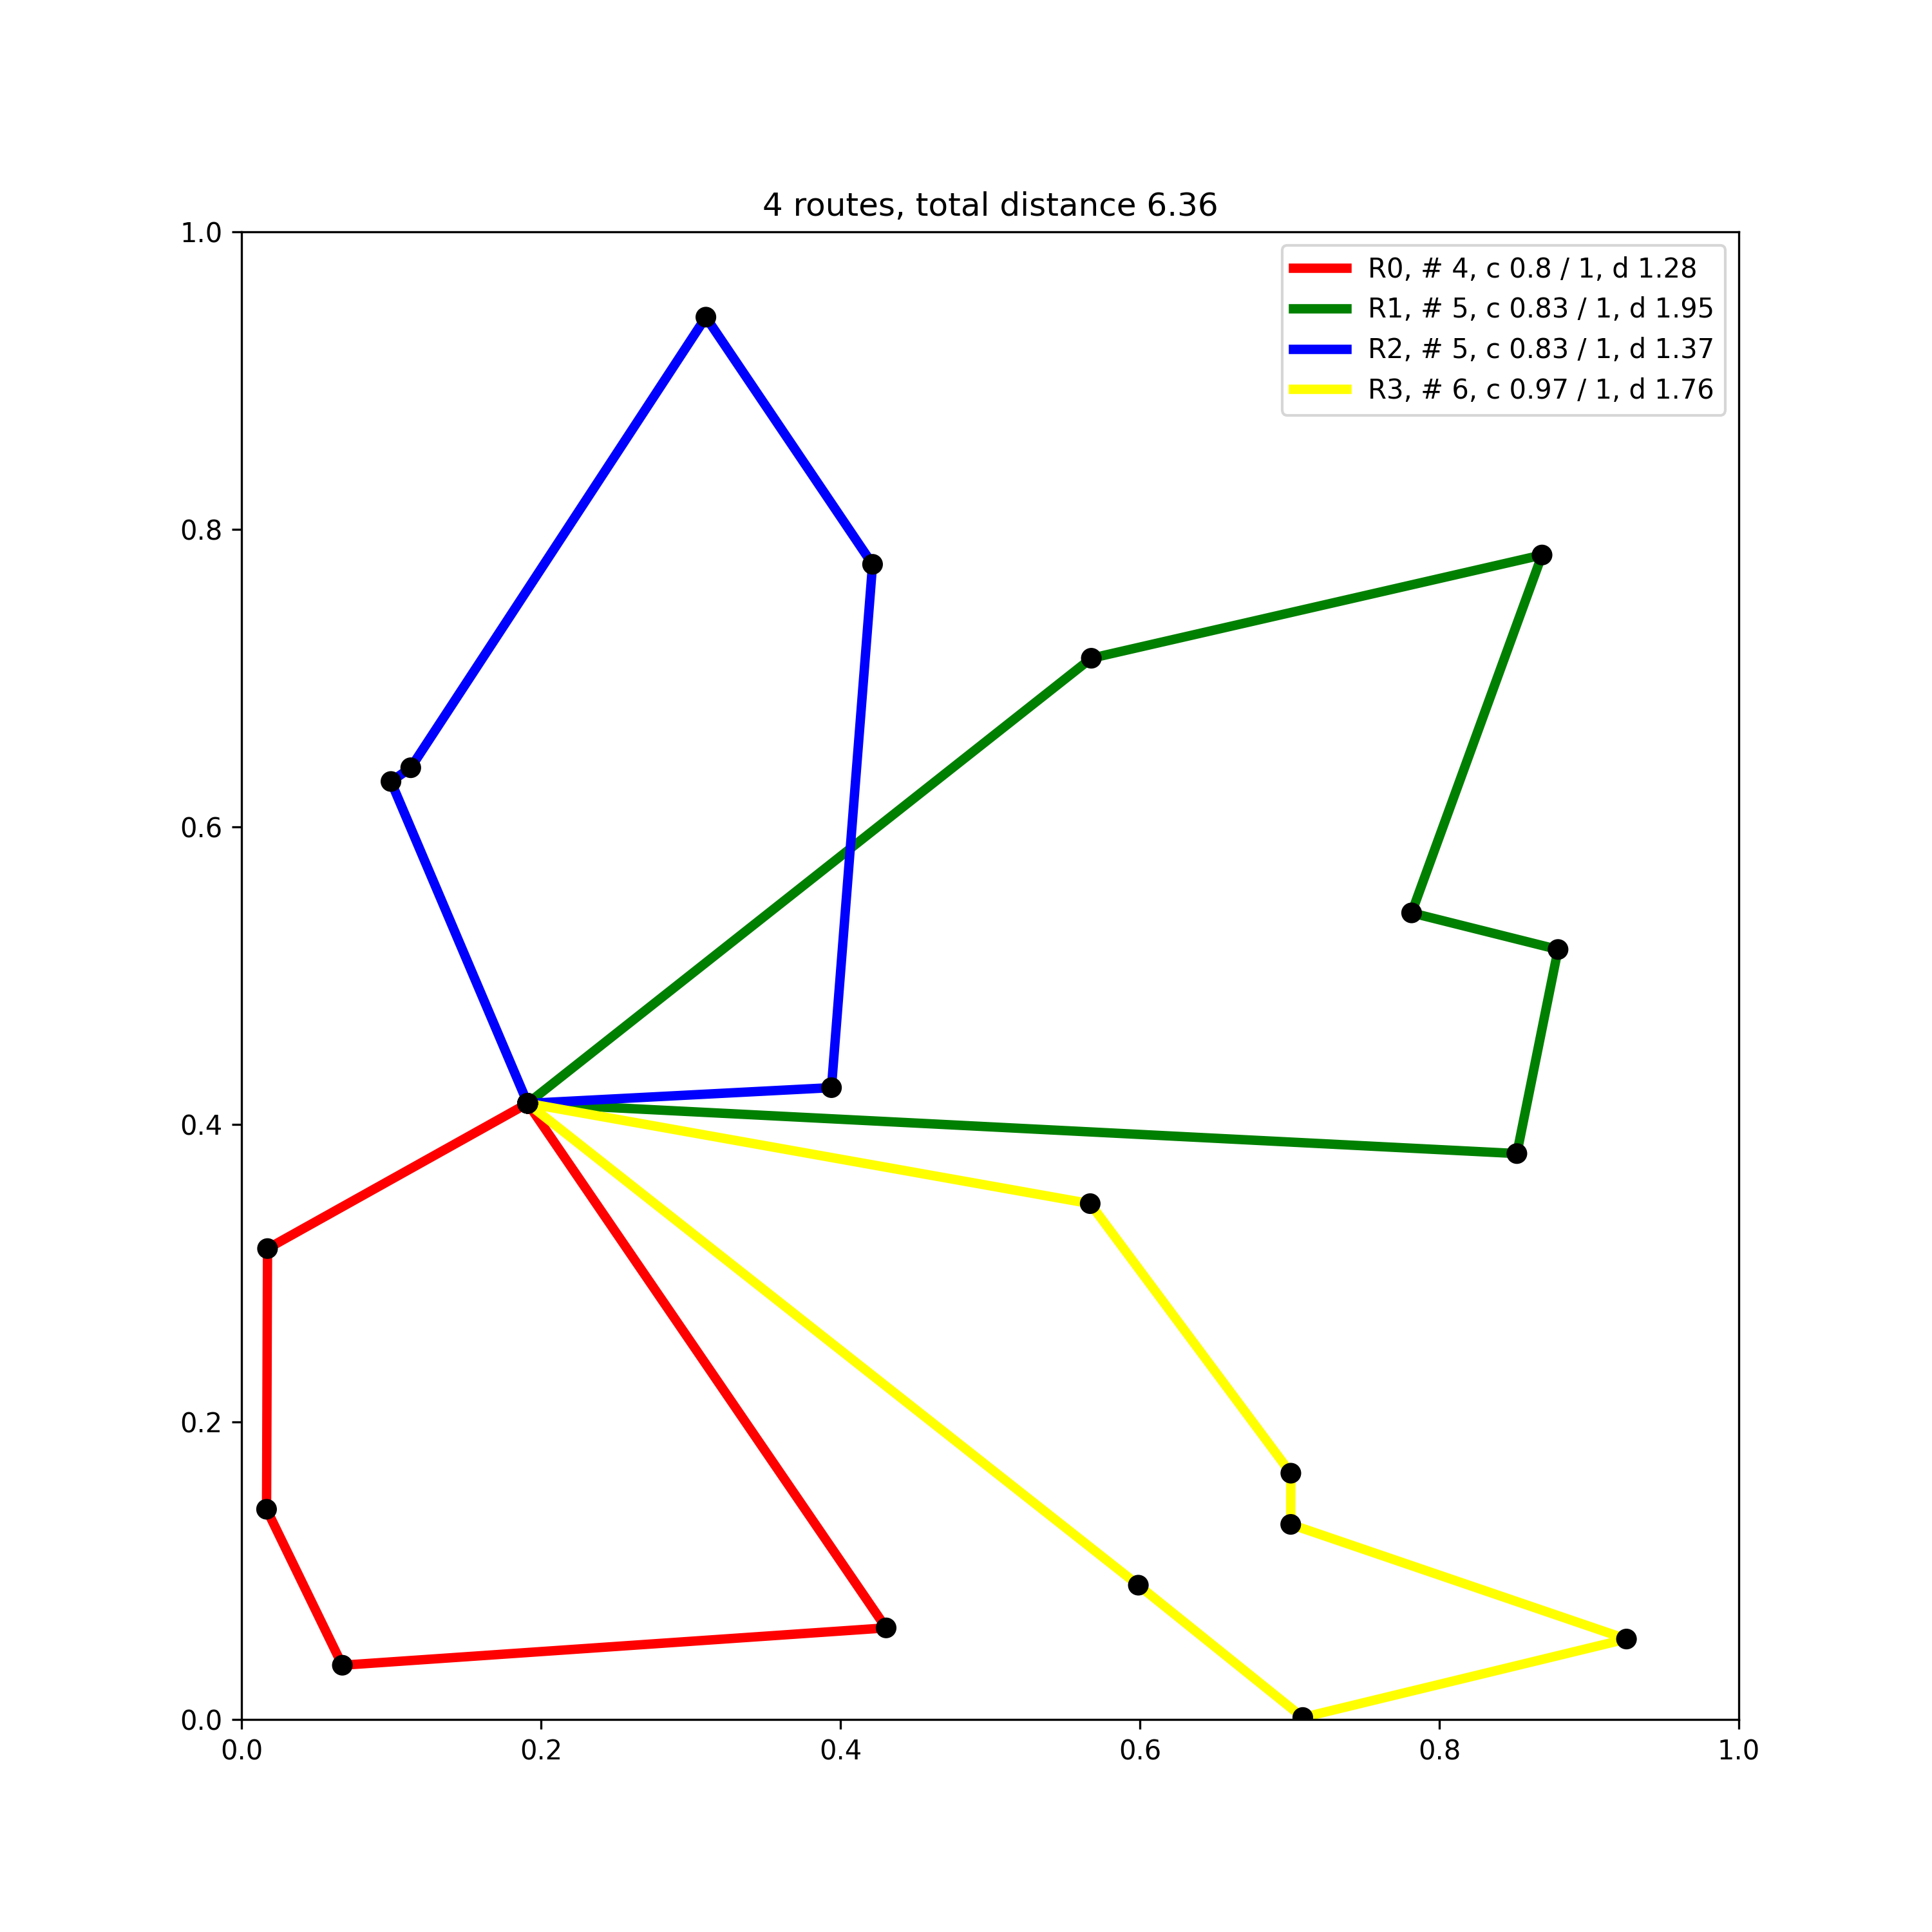 4 routes, total distance 6.36
R0, # 4, c 0.8 / 1, d 1.28
R1, # 5, c 0.83 / 1, d 1.95
R2, # 5, c 0.83 / 1, d 1.37
R3, # 6, c 0.97 / 1, d 1.76
1.0
0.8
0.6
0.4
0.2
0.0
0.0 0.2 0.4 0.6 0.8 1.0